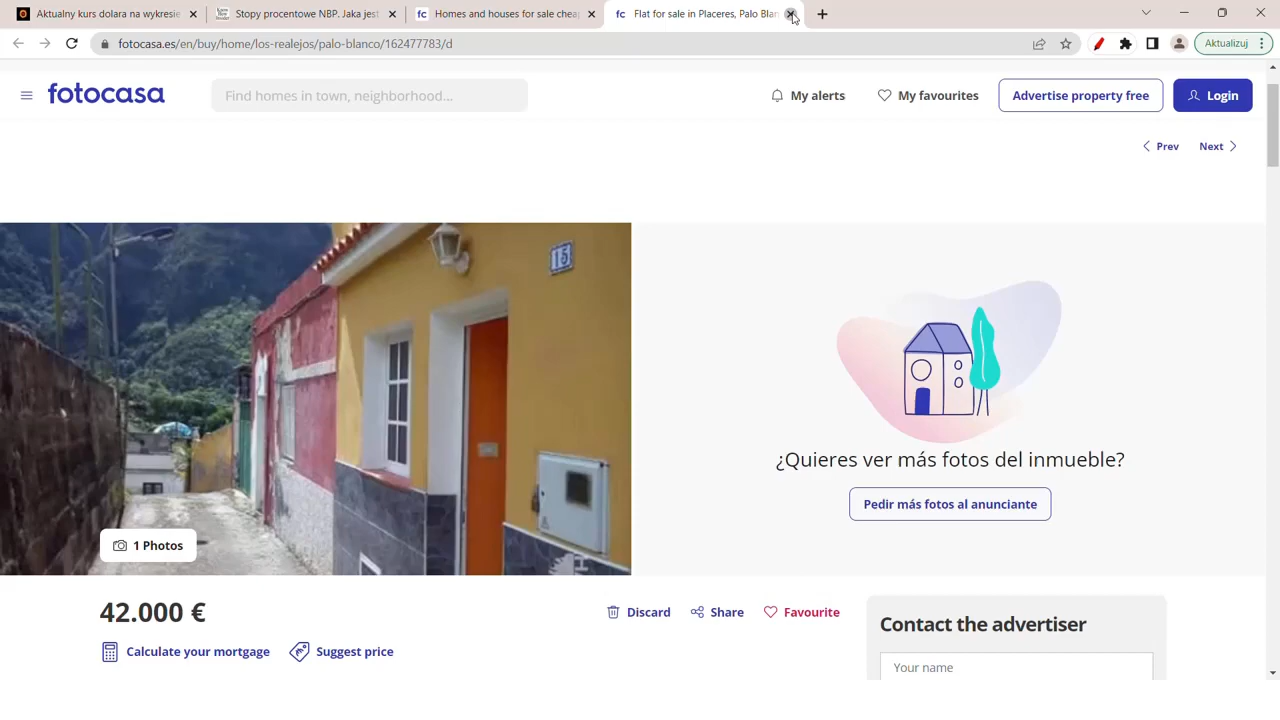 Aktualny kurs dolara na wykresie
Stopy procentowe NBP. Jaka jest
fc Homes and houses for sale cheap
fc Flat for sale in Placeres, Palo Blan
fotocasa.es/en/buy/home/los-realejos/palo-blanco/162477783/d
Aktualizuj
fotocasa
Find homes in town, neighborhood...
My alerts
My favourites
Advertise property free
Login
Prev
Next
15
¿Quieres ver más fotos del inmueble?
Pedir más fotos al anunciante
1 Photos
42.000 €
Discard
Share
Favourite
Contact the advertiser
Calculate your mortgage
Suggest price
Your name